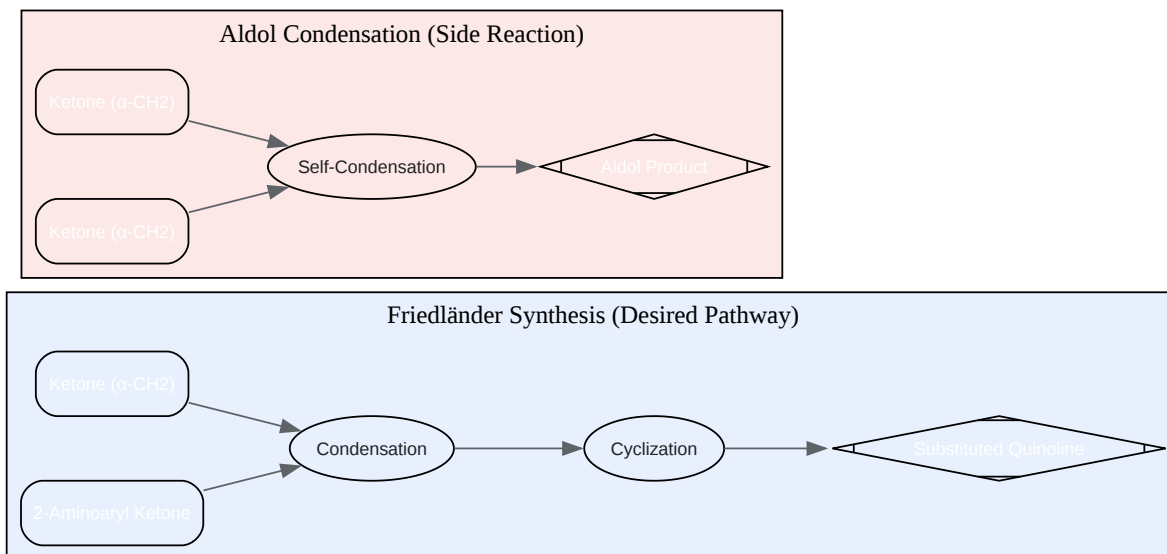 Aldol Condensation (Side Reaction)
Ketone (α-CH2)
Self-Condensation
Aldol Product
Ketone (α-CH2)
Friedländer Synthesis (Desired Pathway)
Ketone (α-CH2)
Condensation
Cyclization
Substituted Quinoline
2-Aminoaryl Ketone